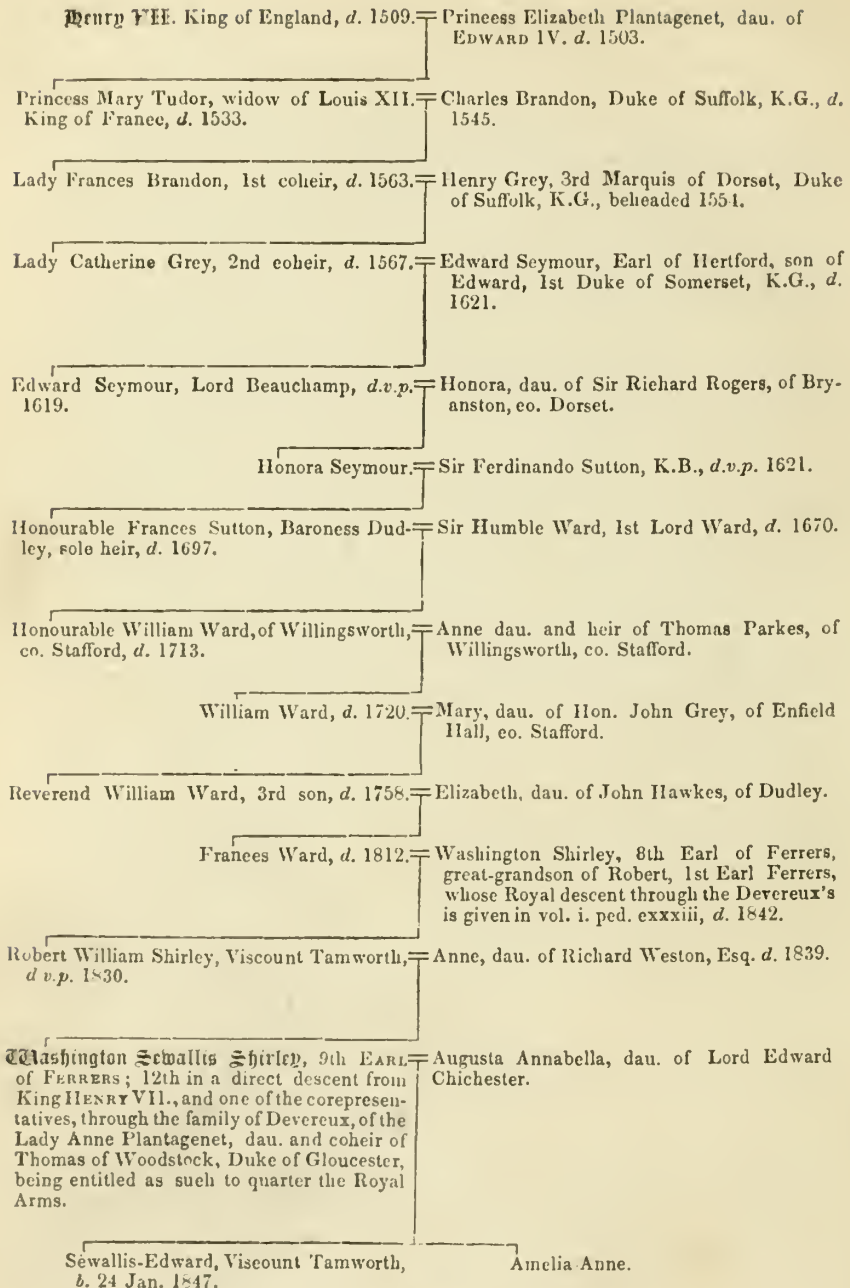 Henry VII. King of England, d. 1509.
Princess Elizabeth Plantagenet, dau. of
EDWARD IV. d. 1503.
Princess Mary Tudor, widow of Louis XII.
King of France, d. 1533.
Charles Brandon, Duke of Suffolk, K.G., d.
1545.
Lady Frances Brandon, 1st coheir, d. 1563.
Henry Grey, 3rd Marquis of Dorset, Duke
of Suffolk, K.G., beheaded 1554.
Lady Catherine Grey, 2nd coheir, d. 1567.
Edward Seymour, Earl of Hertford, son of
Edward, 1st Duke of Somerset, K.G., d.
1621.
Edward Seymour, Lord Beauchamp, d.v.p.
1619.
Honora, dau. of Sir Richard Rogers, of Bry-
anston, co. Dorset.
Honora Seymour.
Sir Ferdinando Sutton, K.B., d.v.p. 1621.
Honourable Frances Sutton, Baroness Dud-
ley, sole heir, d. 1697.
Sir Humble Ward, 1st Lord Ward, d. 1670.
Honourable William Ward, of Willingsworth,
co. Stafford, d. 1713.
Anne dau. and heir of Thomas Parkes, of
Willingsworth, co. Stafford.
William Ward, d. 1720.
Mary, dau. of Hon. John Grey, of Enfield
Hall, co. Stafford.
Reverend William Ward, 3rd son, d. 1758.
Elizabeth, dau. of John Hawkes, of Dudley.
Frances Ward, d. 1812.
Washington Shirley, 8th Earl of Ferrers,
great-grandson of Robert, 1st Earl Ferrers,
whose Royal descent through the Devereux's
is given in vol. i. ped. cxxxiii, d. 1842.
Robert William Shirley, Viscount Tamworth,
d v.p. 1830.
Anne, dau. of Richard Weston, Esq. d. 1839.
Washington Sewallis Shirley, 9th EARL
of FERRERS; 12th in a direct descent from
King HENRY VII., and one of the corepresen-
tatives, through the family of Devereux, of the
Lady Anne Plantagenet, dau. and coheir of
Thomas of Woodstock, Duke of Gloucester,
being entitled as such to quarter the Royal
Arms.
Augusta Annabella, dau. of Lord Edward
Chichester.
Sewallis-Edward, Viscount Tamworth,
b. 24 Jan. 1847.
Amelia Anne.